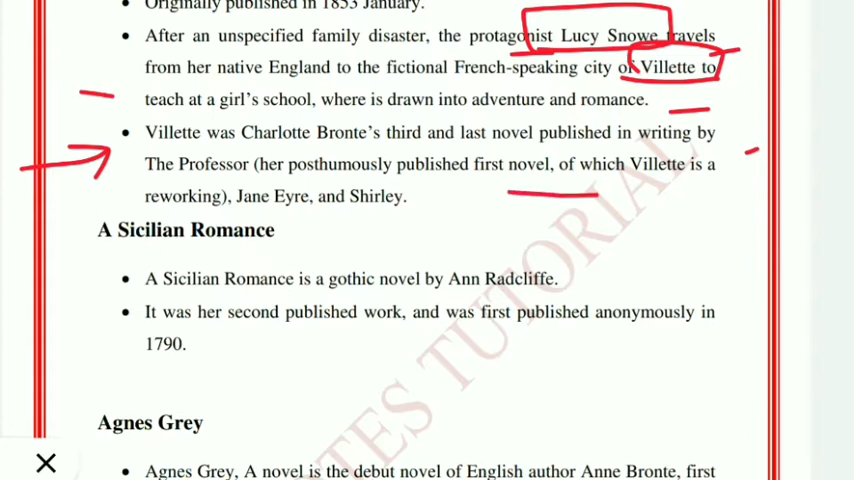 Originally published in 1853 January.
After an unspecified family disaster, the protagonist Lucy Snowe travels
from her native England to the fictional French-speaking city of Villette to
teach at a girl's school, where is drawn into adventure and romance.
Villette was Charlotte Bronte's third and last novel published in writing by
The Professor (her posthumously published first novel, of which Villette is a
reworking), Jane Eyre, and Shirley.
A Sicilian Romance
A Sicilian Romance is a gothic novel by Ann Radcliffe.
It was her second published work, and was first published anonymously in
1790.
Agnes Grey
Agnes Grey, A novel is the debut novel of English author Anne Bronte, first
TES TUTORIAL